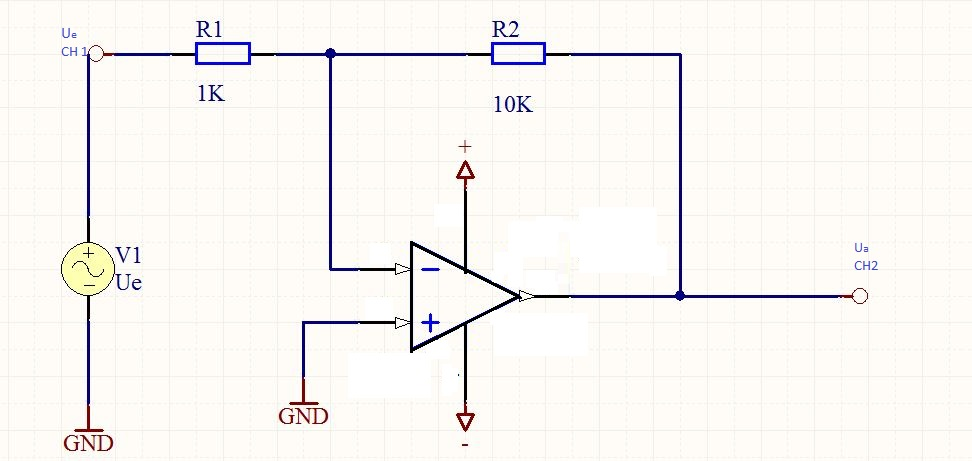 Ue
CH 1
R1
R2
1K
10K
+
V1
Ue
+
−
−
+
Ua
CH2
GND
GND
-